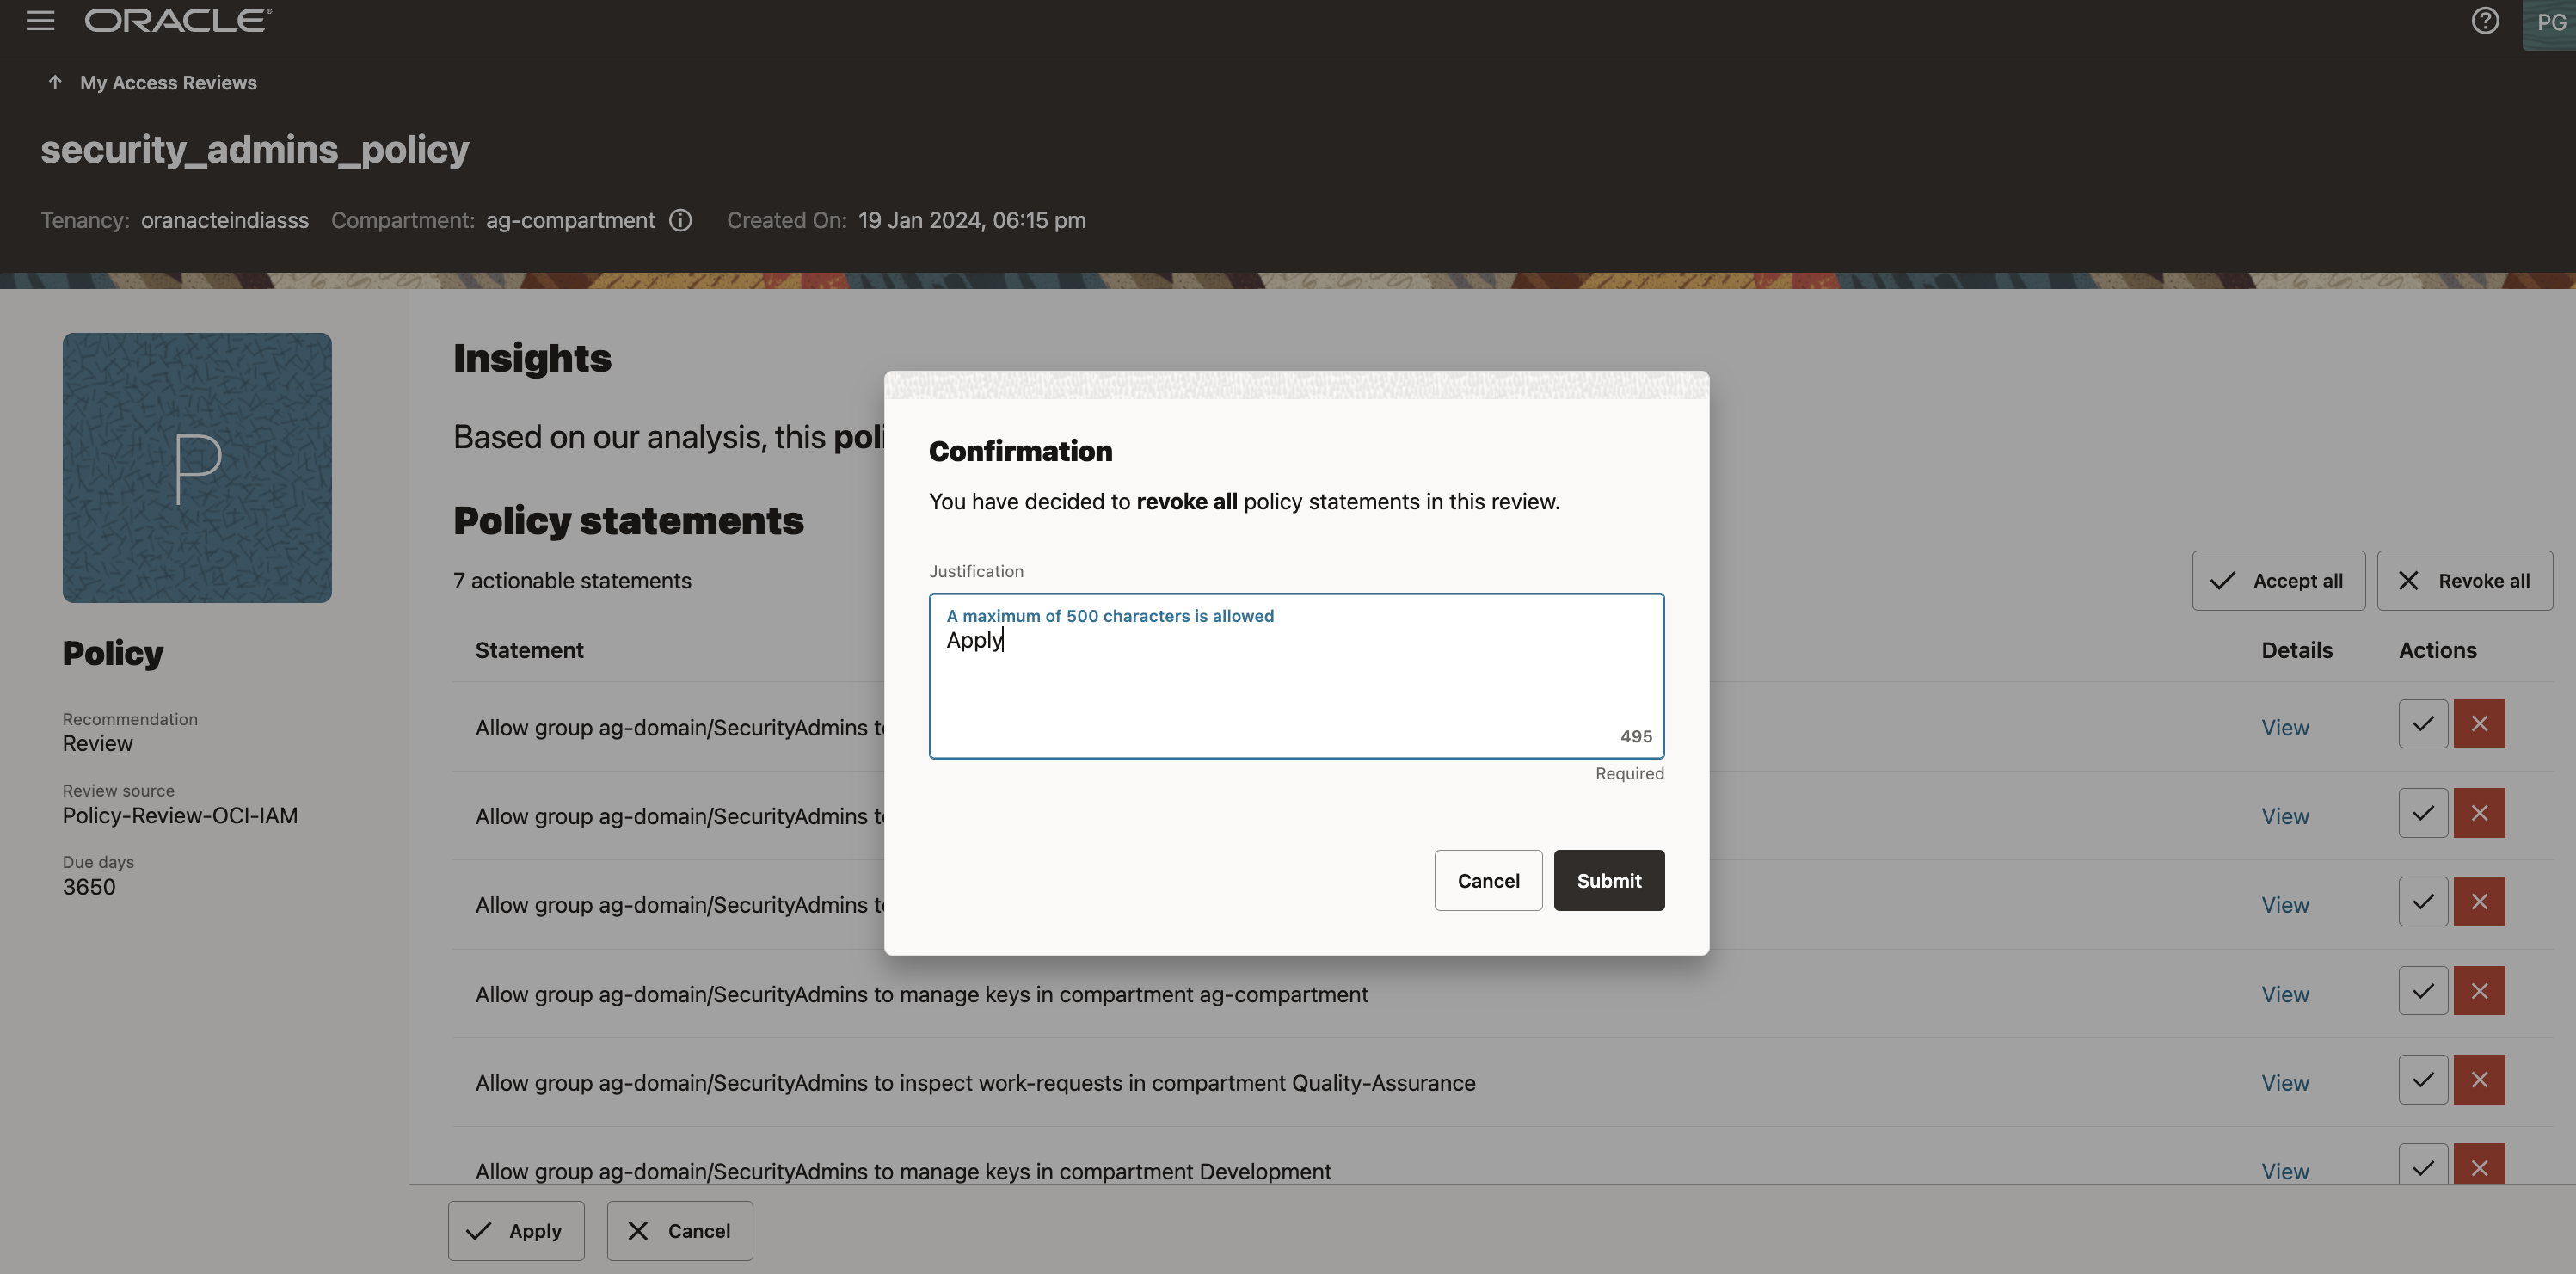 ORACLE
PG
My Access Reviews
security_admins_policy
Tenancy: oranacteindiasss Compartment: ag-compartment Created On: 19 Jan 2024, 06:15 pm
P
Policy
Recommendation
Review
Review source
Policy-Review-OCI-IAM
Due days
3650
Insights
Based on our analysis, this
Policy statements
7 actionable statements
Accept all Revoke all
Statement Details Actions
Allow group ag-domain/SecurityAdmins View
Allow group ag-domain/SecurityAdmins View
Allow group ag-domain/SecurityAdmins View
Allow group ag-domain/SecurityAdmins to manage keys in compartment ag-compartment View
Allow group ag-domain/SecurityAdmins to inspect work-requests in compartment Quality-Assurance View
Allow group ag-domain/SecurityAdmins to manage keys in compartment Development View
Apply Cancel
Confirmation
You have decided to revoke all policy statements in this review.
Justification
A maximum of 500 characters is allowed
Apply
495
Required
Cancel Submit